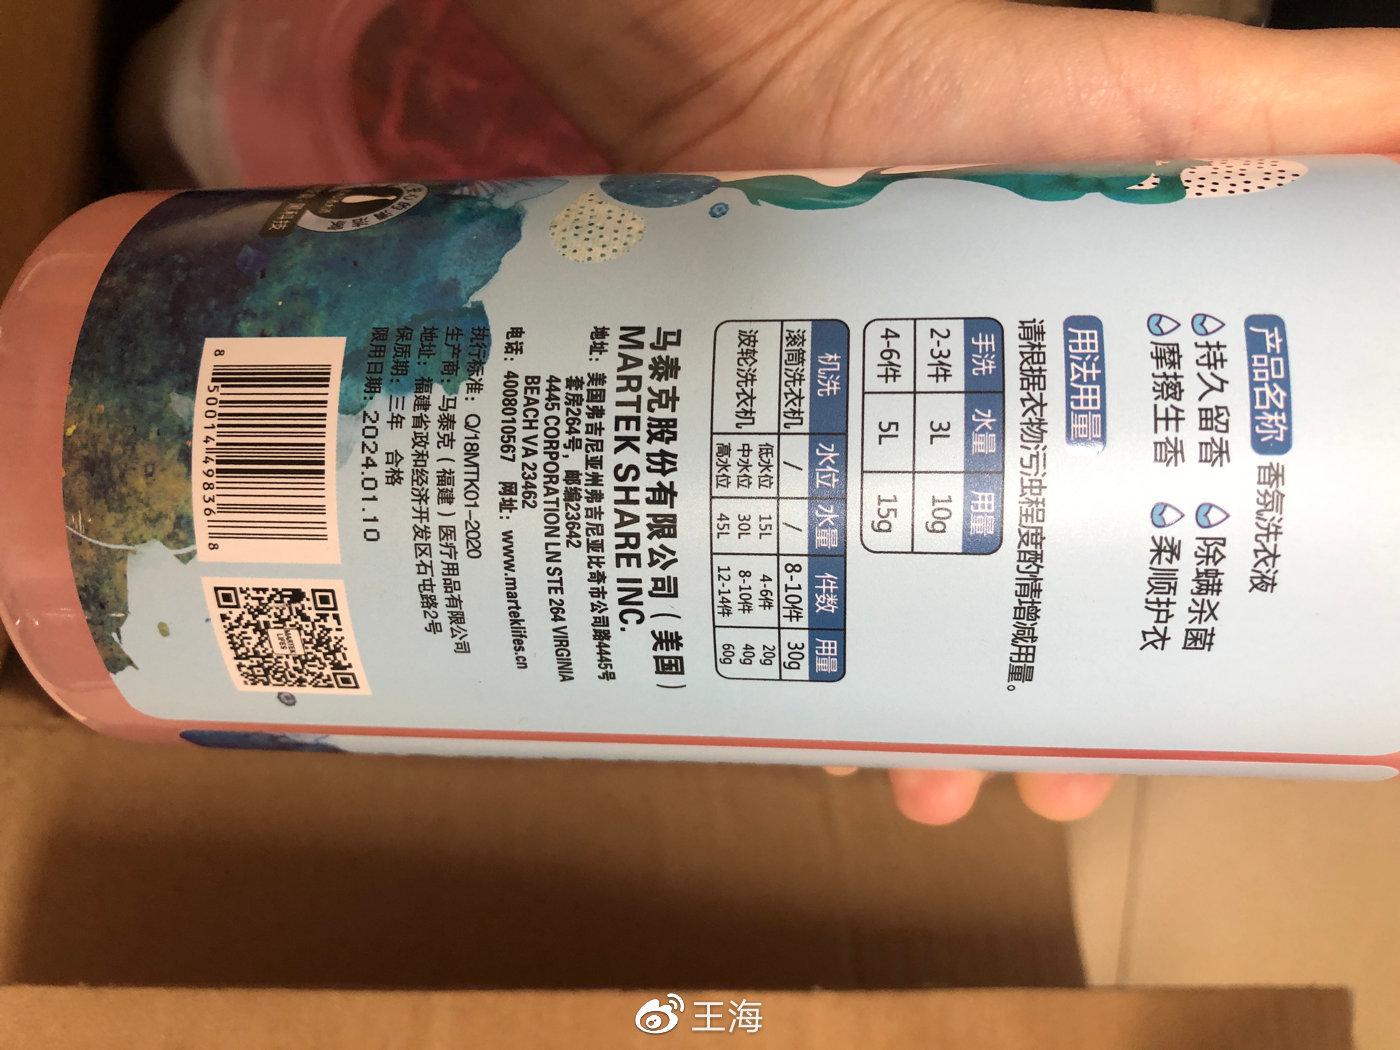 产品名称 香氛洗衣液
持久留香 除螨杀菌
摩擦生香 柔顺护衣
用法用量
请根据衣物污浊程度酌情增减用量。
手洗 水量 用量
2-3件 3L 10g
4-6件 5L 15g
机洗 水位 水量 件数 用量
滚筒洗衣机 / / 8-10件 30g
波轮洗衣机 低水位 15L 4-6件 20g
中水位 30L 8-10件 40g
高水位 45L 12-14件 60g
马泰克股份有限公司（美国）
MARTEK SHARE INC.
地址：美国弗吉尼亚州弗吉尼亚比奇市公司路4445号
套房264号，邮编23642
4445 CORPORATION LN STE 264 VIRGINIA
BEACH VA 23462
电话：4008010567 网址：www.marteklifes.cn
执行标准：Q/18MTK01-2020
生产商：马泰克（福建）医疗用品有限公司
地址：福建省政和经济开发区石屯路2号
保质期：三年 合格
限用日期：2024.01.10
8 50014 49836 8
MARTEK
LIFES
王海